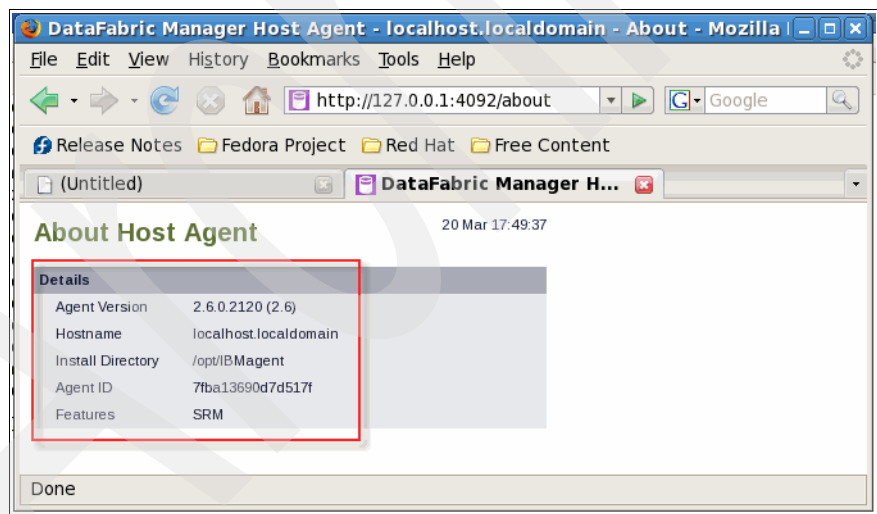 DataFabric Manager Host Agent - localhost.localdomain - About - Mozilla
File Edit View History Bookmarks Tools Help
http://127.0.0.1:4092/about
G Google
Release Notes Fedora Project Red Hat Free Content
(Untitled) DataFabric Manager H...
About Host Agent 20 Mar 17:49:37
Details
Agent Version 2.6.0.2120 (2.6)
Hostname localhost.localdomain
Install Directory /opt/IBMagent
Agent ID 7fba13690d7d517f
Features SRM
Done